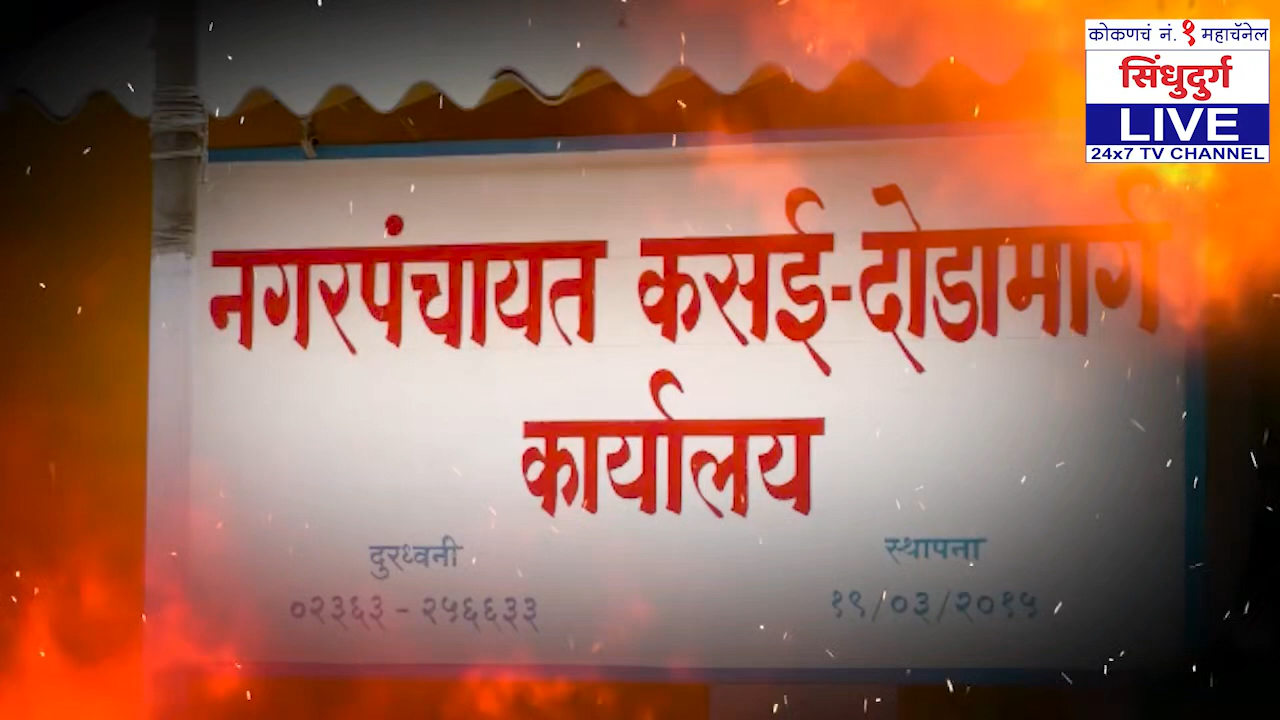 कोकणचं नं. १ महाचॅनेल
सिंधुदुर्ग
LIVE
24x7 TV CHANNEL
नगरपंचायत कसई-दोडामार्ग
कार्यालय
दुरध्वनी
०२३६३ - २५६६३३
स्थापना
१९/०३/२०१५